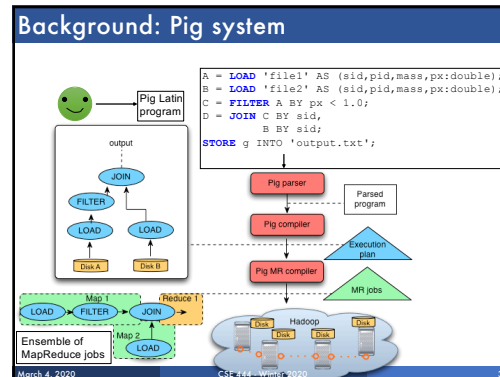 Background: Pig system
Pig Latin
program
A = LOAD 'file1' AS (sid,pid,mass,px:double);
B = LOAD 'file2' AS (sid,pid,mass,px:double);
C = FILTER A BY px < 1.0;
D = JOIN C BY sid,
B BY sid;
STORE g INTO 'output.txt';
output
JOIN
FILTER
LOAD
LOAD
Disk A
Disk B
Pig parser
Parsed
program
Pig compiler
Execution
plan
Pig MR compiler
MR jobs
Map 1
Reduce 1
LOAD
FILTER
JOIN
Map 2
LOAD
Ensemble of
MapReduce jobs
Hadoop
Disk
Disk
Disk
Disk
March 4, 2020
CSE 444 - Winter 2020